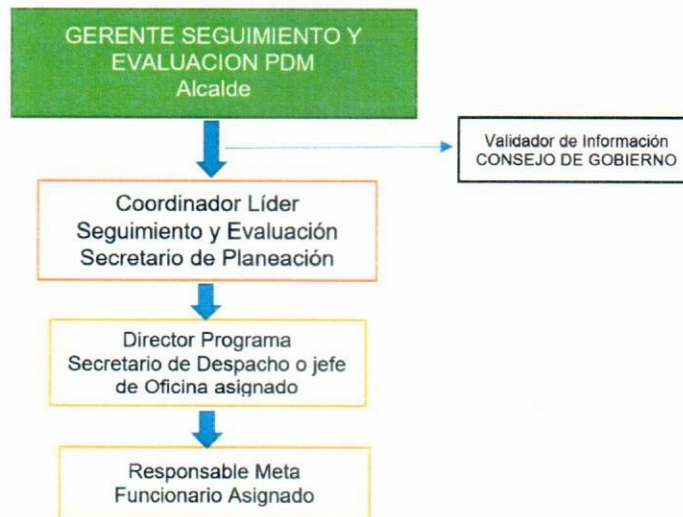 GERENTE SEGUIMIENTO Y
EVALUACION PDM
Alcalde
Validador de Información
CONSEJO DE GOBIERNO
Coordinador Líder
Seguimiento y Evaluación
Secretario de Planeación
Director Programa
Secretario de Despacho o jefe
de Oficina asignado
Responsable Meta
Funcionario Asignado